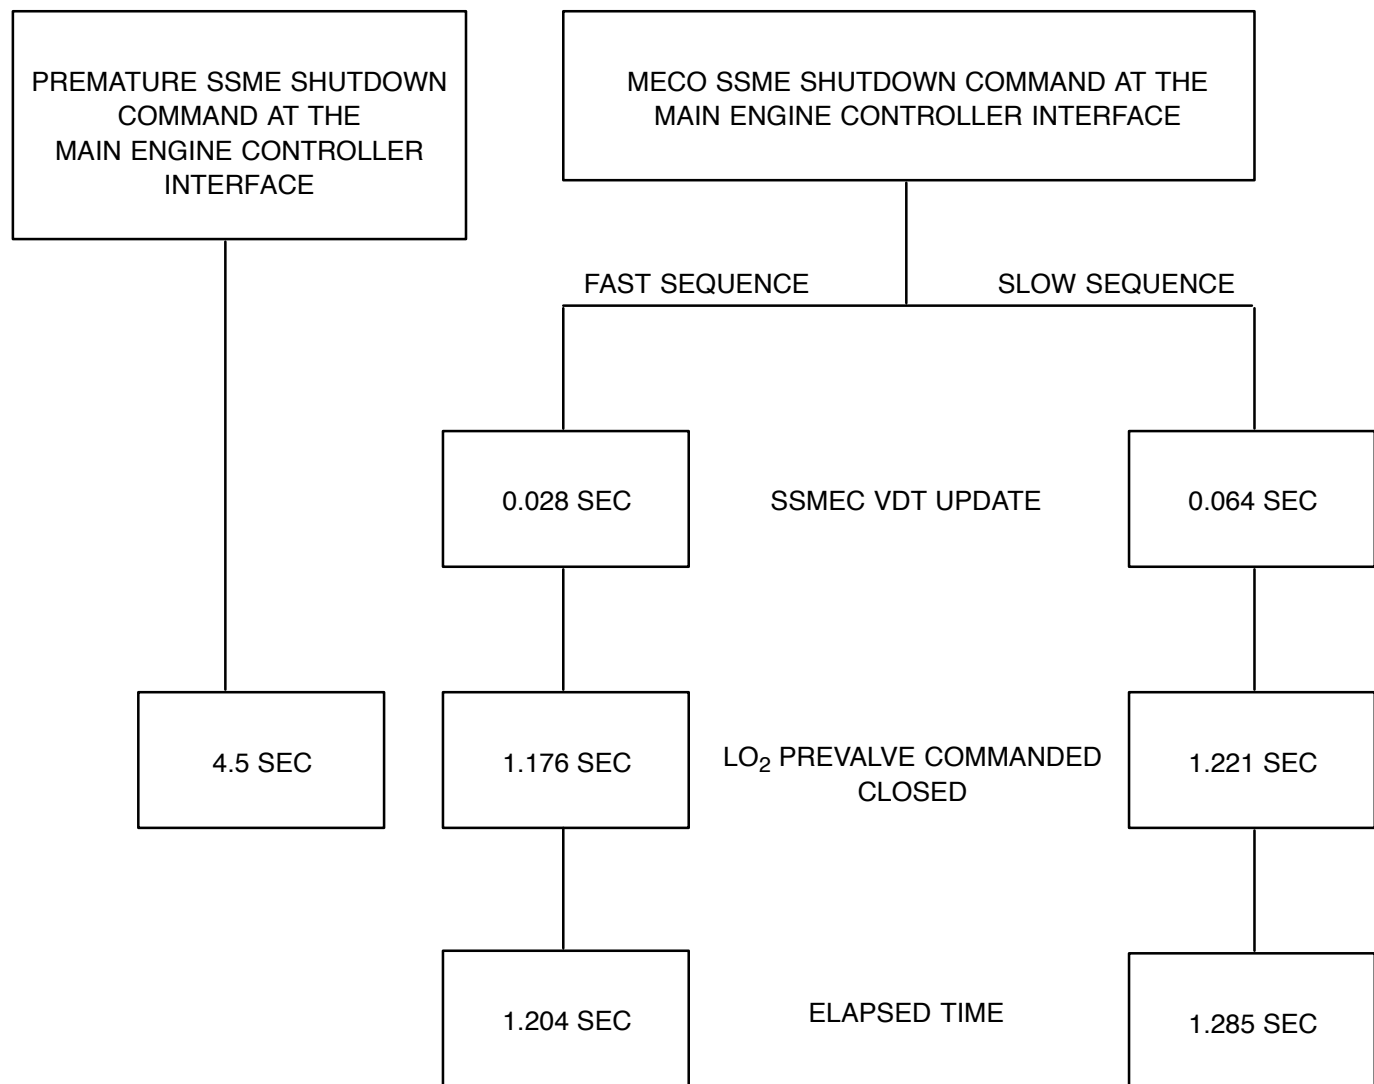 PREMATURE SSME SHUTDOWN
COMMAND AT THE
MAIN ENGINE CONTROLLER
INTERFACE
MECO SSME SHUTDOWN COMMAND AT THE
MAIN ENGINE CONTROLLER INTERFACE
FAST SEQUENCE
SLOW SEQUENCE
0.028 SEC
SSMEC VDT UPDATE
0.064 SEC
4.5 SEC
1.176 SEC
LO₂ PREVALVE COMMANDED
CLOSED
1.221 SEC
1.204 SEC
ELAPSED TIME
1.285 SEC